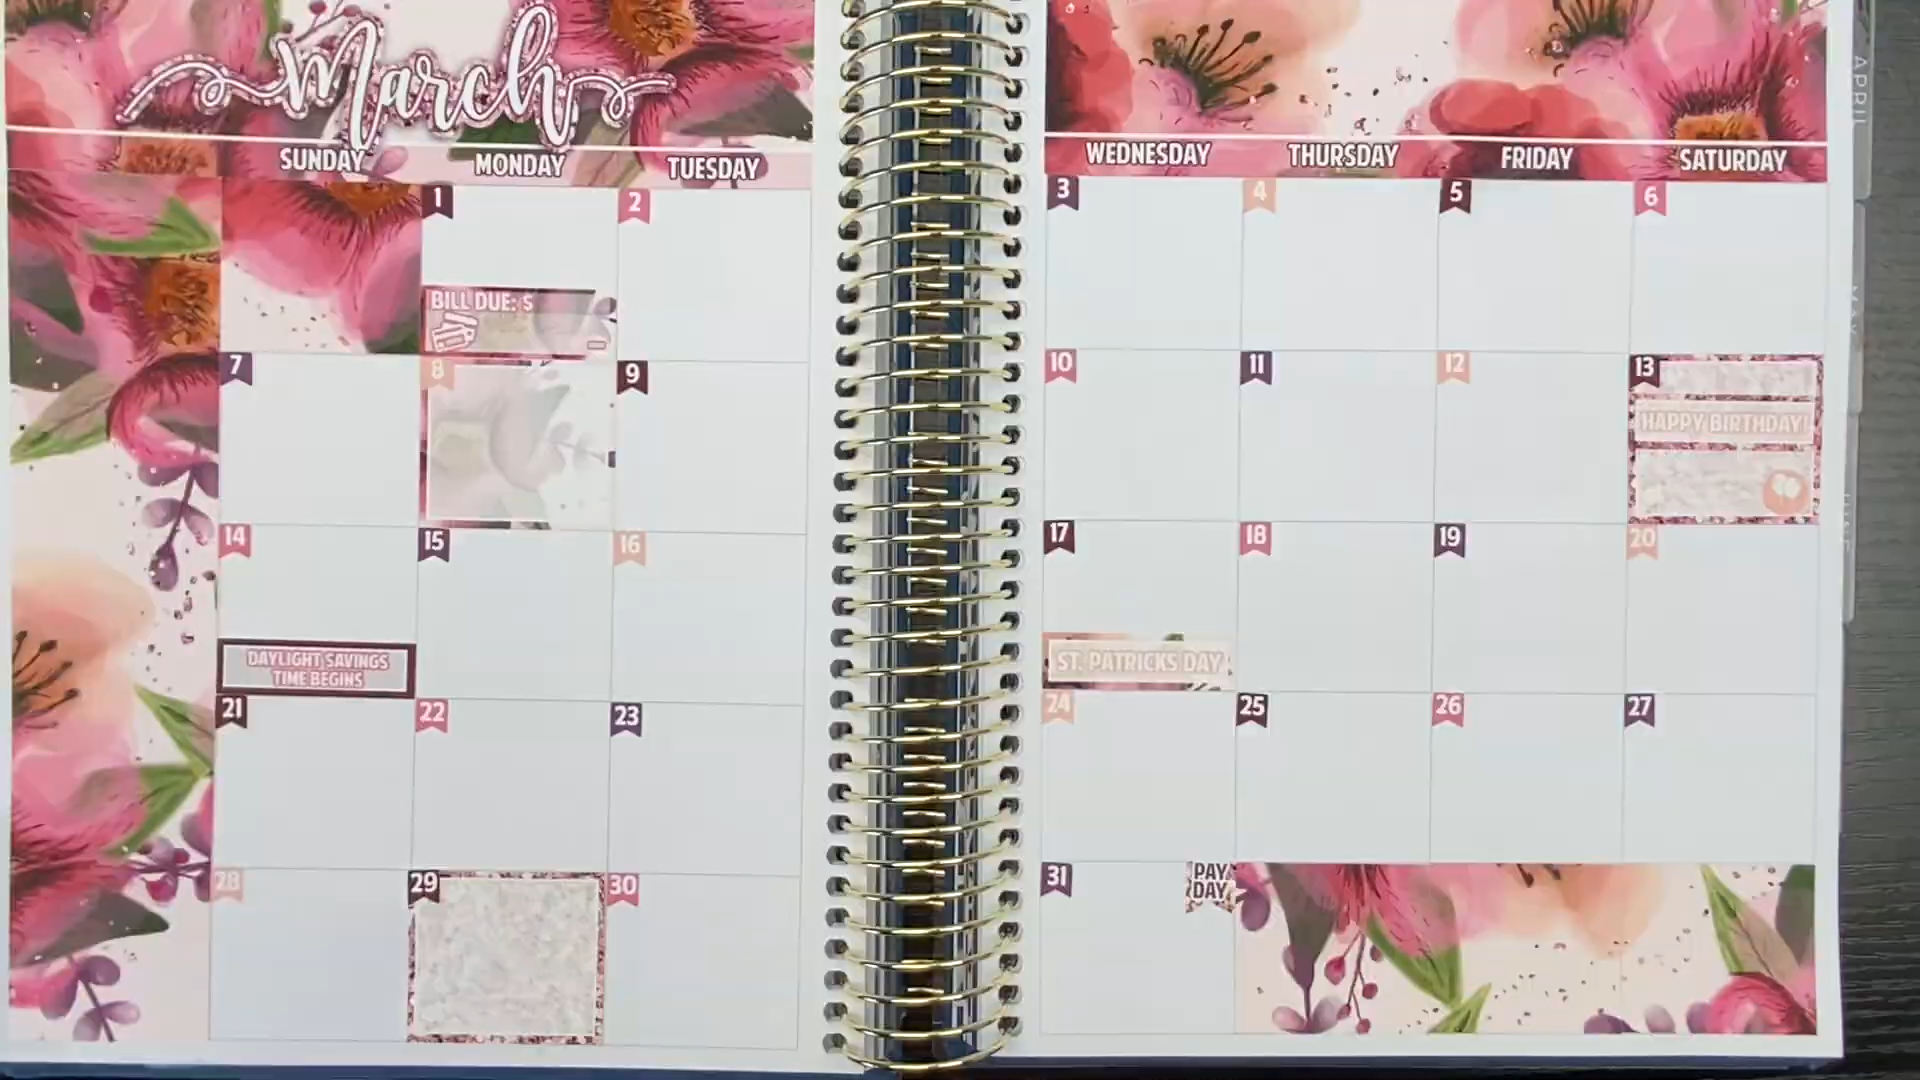 March
SUNDAY MONDAY TUESDAY WEDNESDAY THURSDAY FRIDAY SATURDAY
1 2 3 4 5 6
BILL DUE: $
7 8 9 10 11 12 13
HAPPY BIRTHDAY!
14 15 16 17 18 19 20
DAYLIGHT SAVINGS
TIME BEGINS
ST. PATRICKS DAY
21 22 23 24 25 26 27
28 29 30 31
PAY
DAY
APRIL
MAY